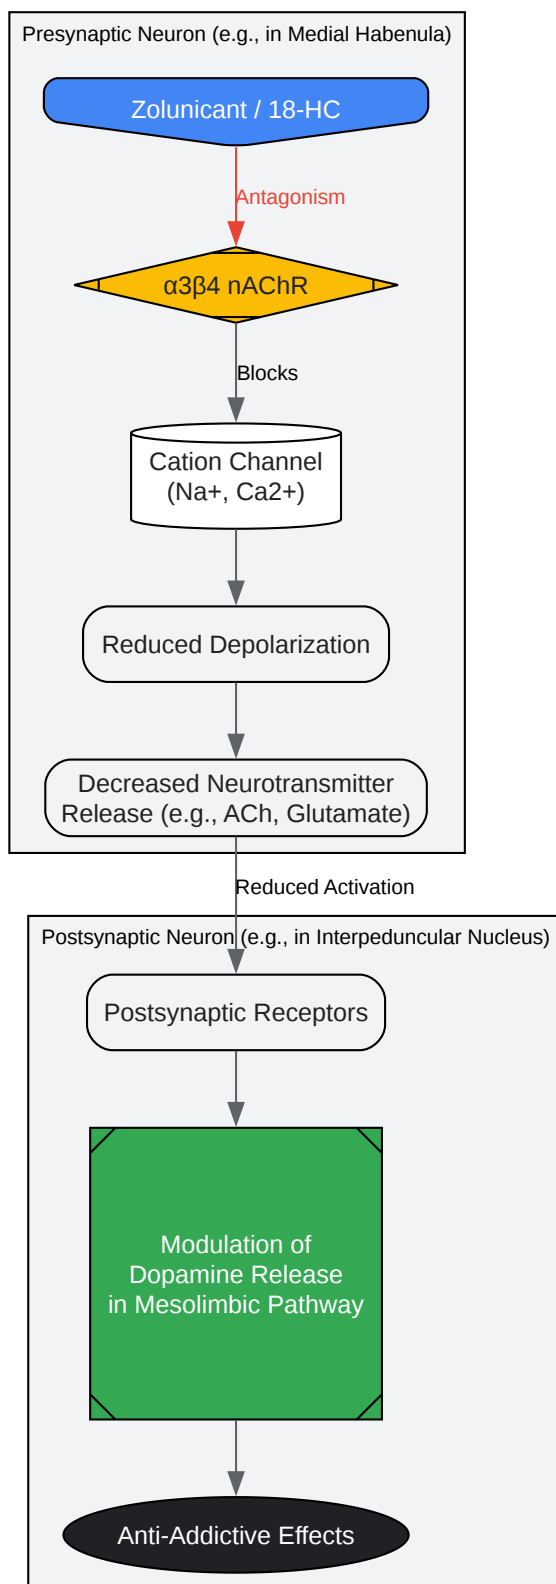 Presynaptic Neuron (e.g., in Medial Habenula)
Zolunicant / 18-HC
Antagonism
α3β4 nAChR
Blocks
Cation Channel
(Na+, Ca2+)
Reduced Depolarization
Decreased Neurotransmitter
Release (e.g., ACh, Glutamate)
Reduced Activation
Postsynaptic Neuron (e.g., in Interpeduncular Nucleus)
Postsynaptic Receptors
Modulation of
Dopamine Release
in Mesolimbic Pathway
Anti-Addictive Effects